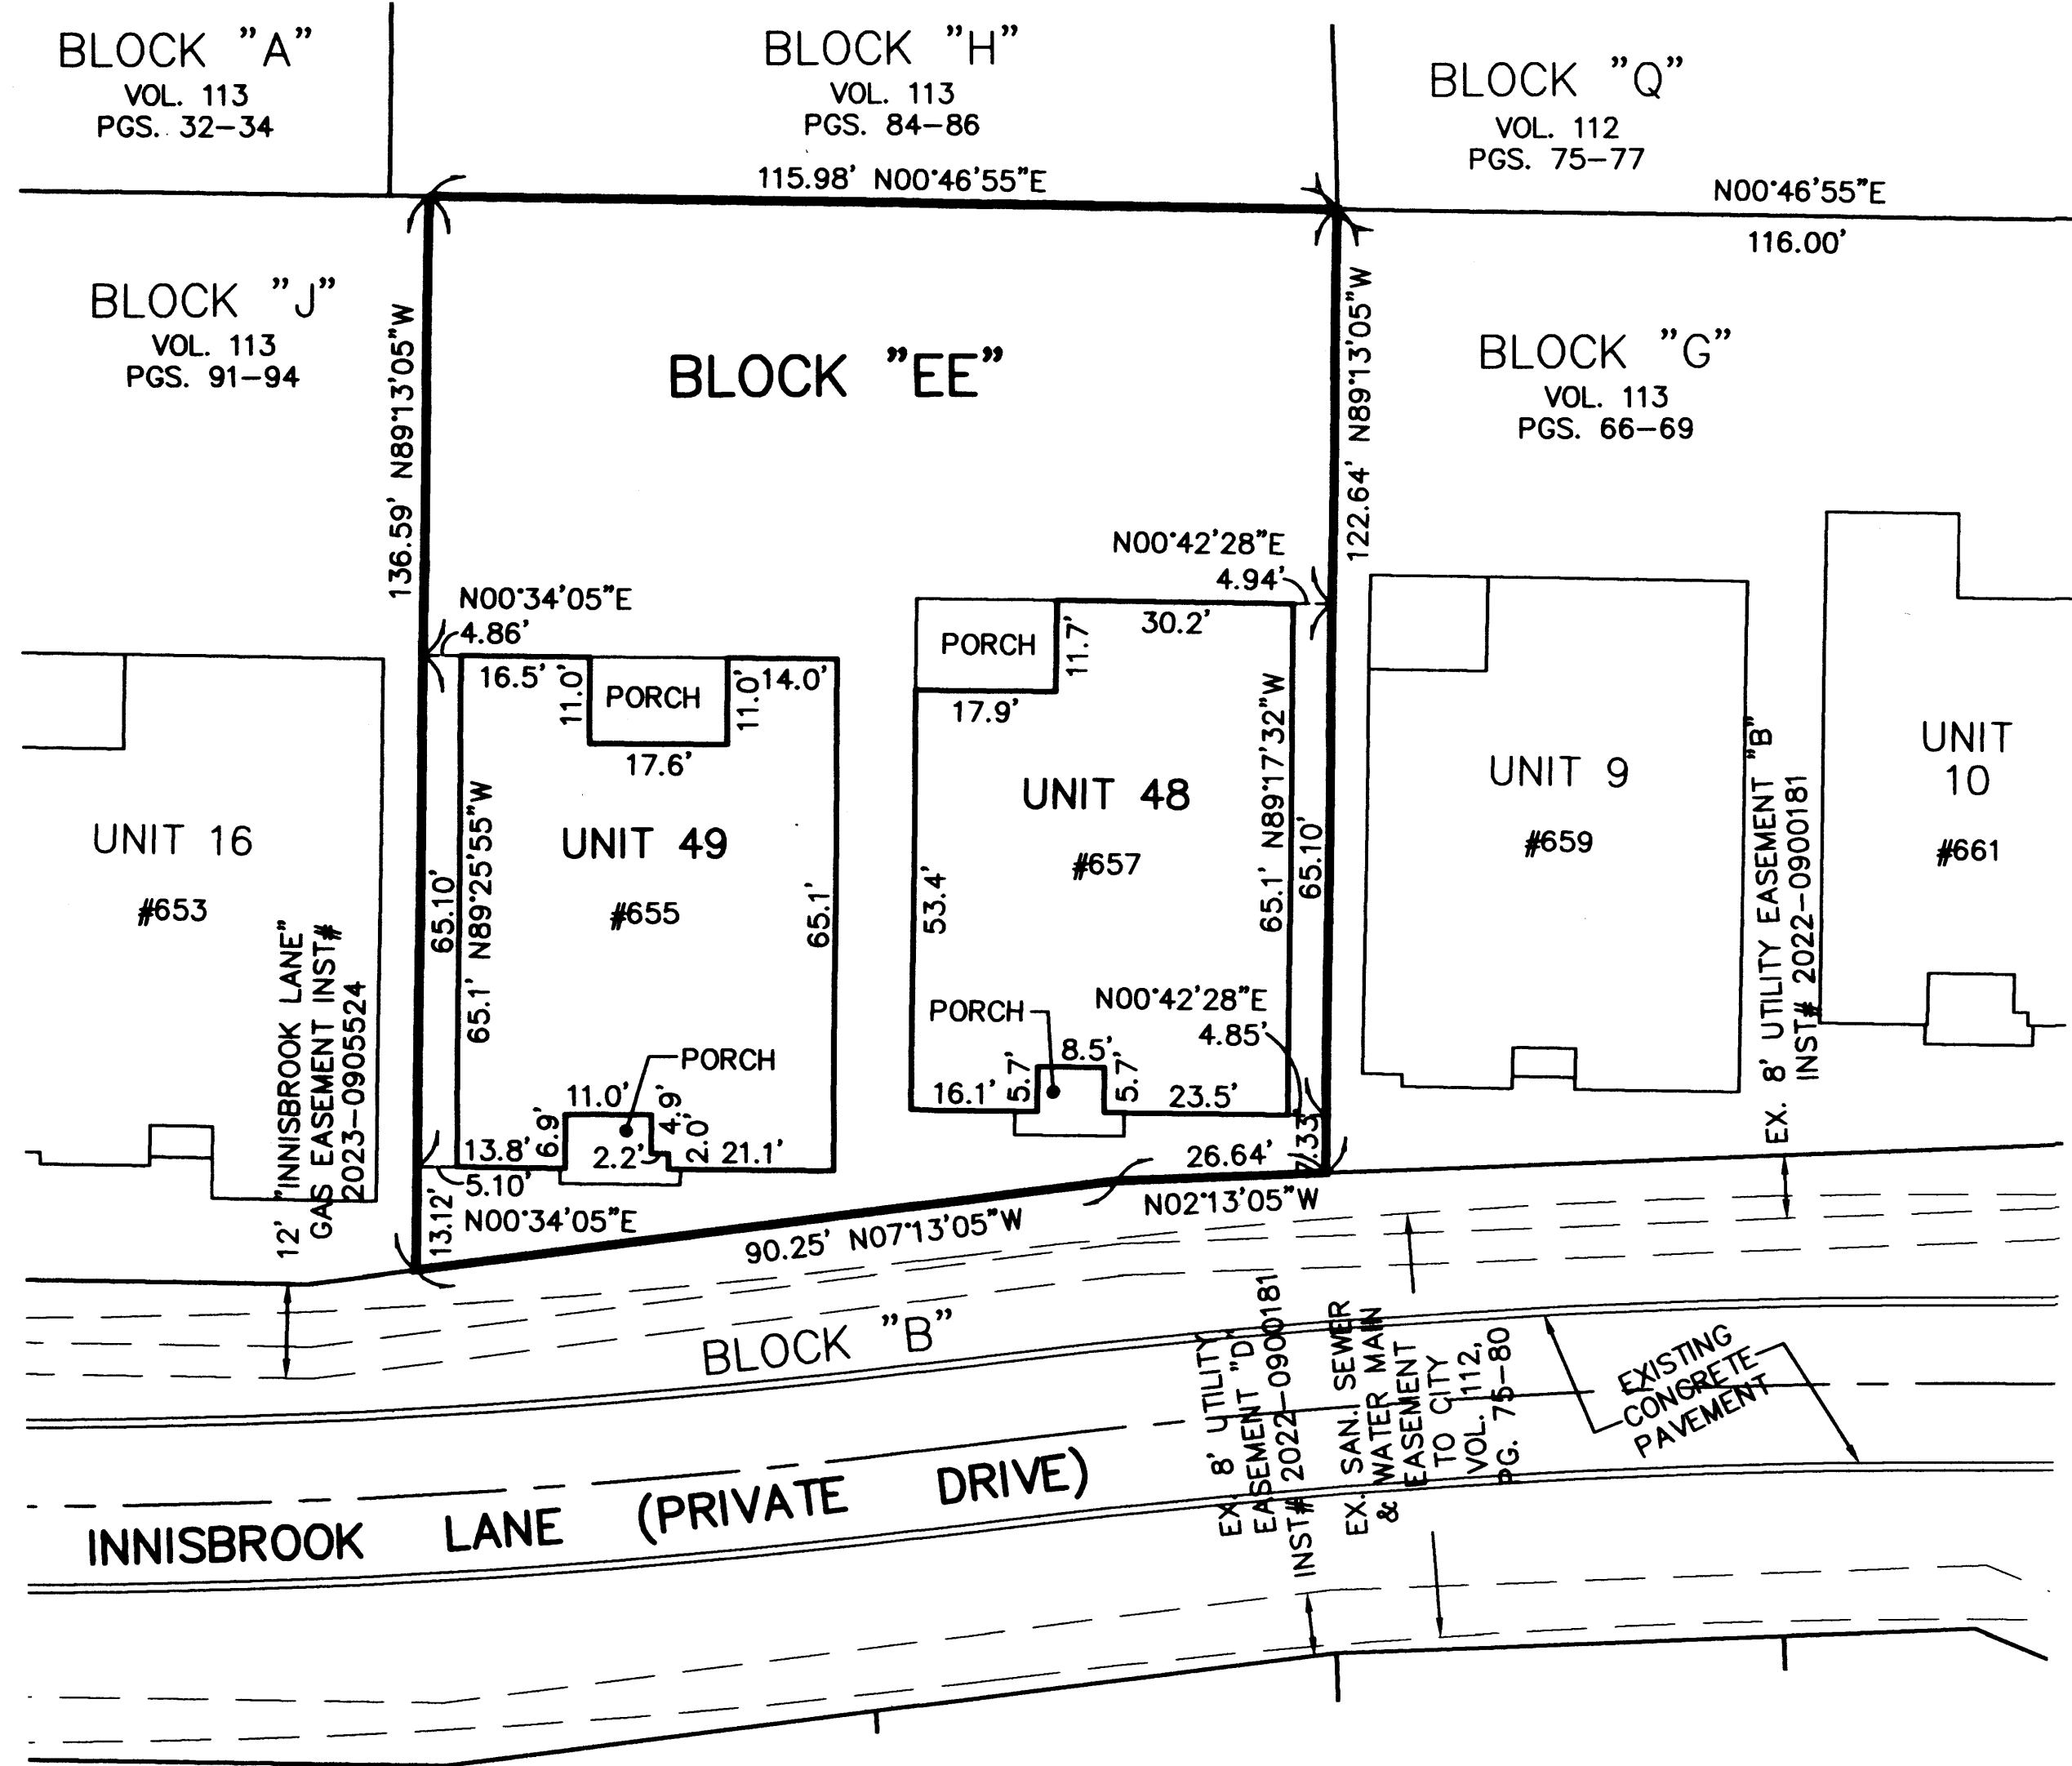 BLOCK "A"
VOL. 113
PGS. 32-34
BLOCK "H"
VOL. 113
PGS. 84-86
BLOCK "Q"
VOL. 112
PGS. 75-77
115.98' N00°46'55"E
N00°46'55"E
116.00'
BLOCK "J"
VOL. 113
PGS. 91-94
136.59' N89°13'05"W
BLOCK "EE"
122.64' N89°13'05"W
BLOCK "G"
VOL. 113
PGS. 66-69
N00°34'05"E
4.86'
N00°42'28"E
4.94'
16.5'
11.0'
PORCH
11.0'
14.0'
17.6'
PORCH
11.7'
30.2'
17.9'
UNIT 16
#653
65.10'
65.1' N89°25'55"W
UNIT 49
#655
65.1'
53.4'
UNIT 48
#657
65.1' N89°17'32"W
65.10'
UNIT 9
#659
UNIT
10
#661
EX. 8' UTILITY EASEMENT "B"
INST# 2022-0900181
12' "INNISBROOK LANE"
GAS EASEMENT INST#
2023-0905524
PORCH
11.0'
6.9'
4.9'
2.2'
2.0'
13.8'
21.1'
5.10'
N00°34'05"E
13.12'
PORCH
N00°42'28"E
4.85'
8.5'
5.7'
5.7'
16.1'
23.5'
7.33'
26.64'
N02°13'05"W
90.25' N07°13'05"W
BLOCK "B"
EX. 8' UTILITY
EASEMENT "D"
INST# 2022-0900181
EX. SAN. SEWER
& WATER MAIN
EASEMENT
TO CITY
VOL. 112,
PG. 75-80
EXISTING
CONCRETE
PAVEMENT
INNISBROOK LANE (PRIVATE DRIVE)